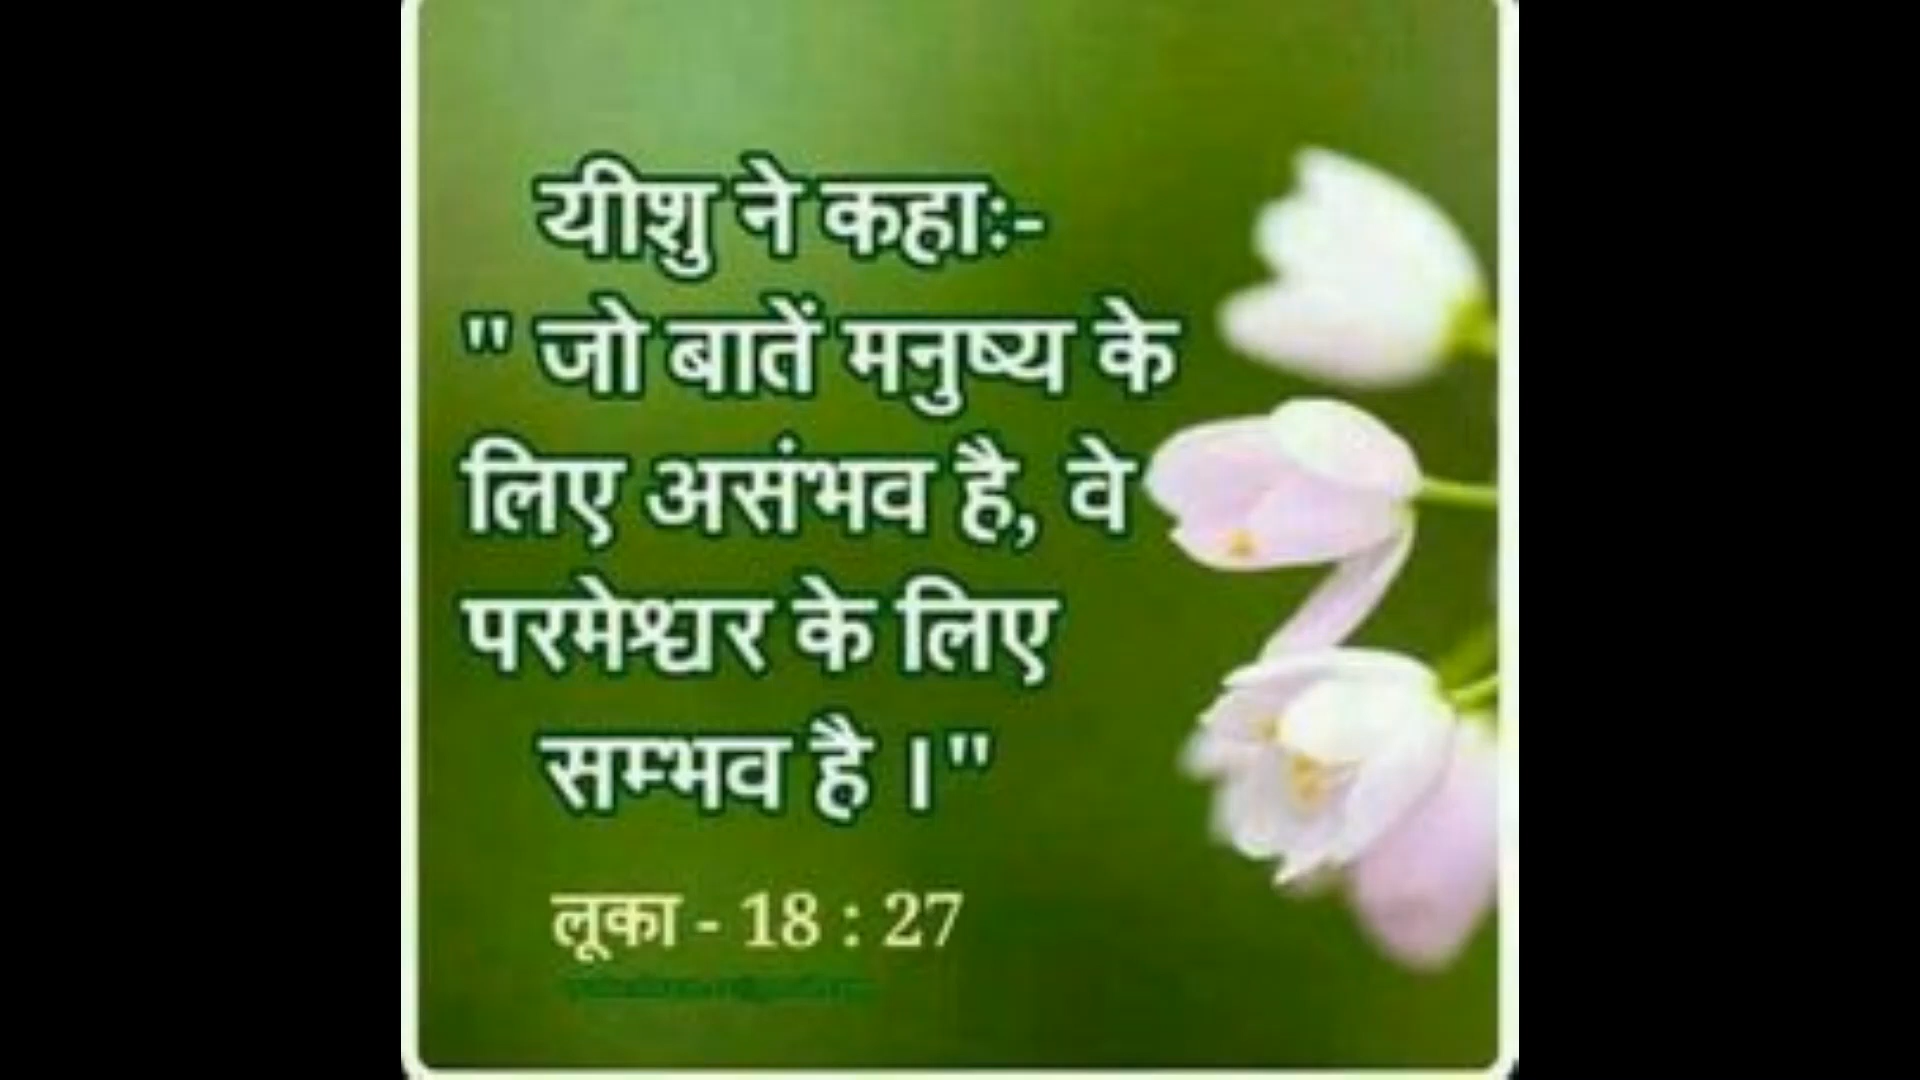 यीशु ने कहाः-
" जो बातें मनुष्य के
लिए असंभव है, वे
परमेश्वर के लिए
सम्भव है ।"
लूका - 18 : 27